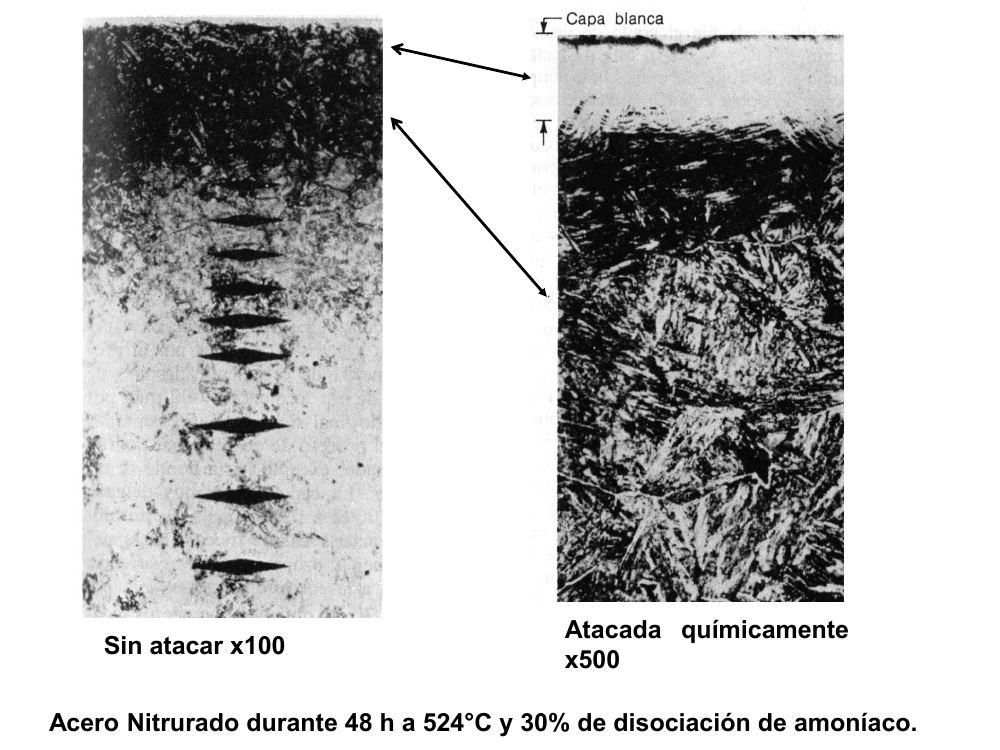 Capa blanca
Sin atacar x100
Atacada químicamente
x500
Acero Nitrurado durante 48 h a 524°C y 30% de disociación de amoníaco.